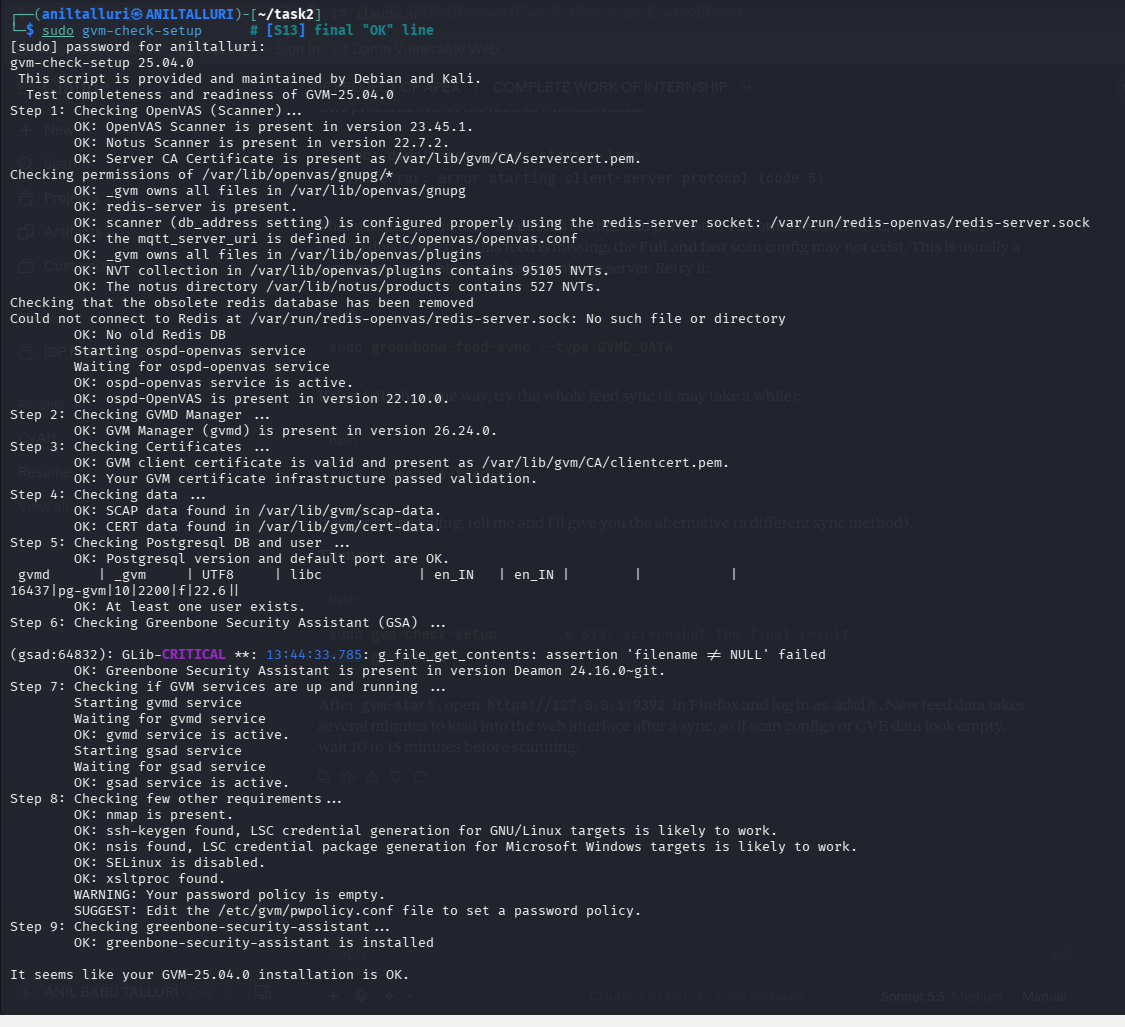 ┌──(aniltalluri㉿ANILTALLURI)-[~/task2]
└─$ sudo gvm-check-setup      # [S13] final "OK" line
[sudo] password for aniltalluri:
gvm-check-setup 25.04.0
 This script is provided and maintained by Debian and Kali.
  Test completeness and readiness of GVM-25.04.0
Step 1: Checking OpenVAS (Scanner)...
        OK: OpenVAS Scanner is present in version 23.45.1.
        OK: Notus Scanner is present in version 22.7.2.
        OK: Server CA Certificate is present as /var/lib/gvm/CA/servercert.pem.
Checking permissions of /var/lib/openvas/gnupg/*
        OK: _gvm owns all files in /var/lib/openvas/gnupg
        OK: redis-server is present.
        OK: scanner (db_address setting) is configured properly using the redis-server socket: /var/run/redis-openvas/redis-server.sock
        OK: the mqtt_server_uri is defined in /etc/openvas/openvas.conf
        OK: _gvm owns all files in /var/lib/openvas/plugins
        OK: NVT collection in /var/lib/openvas/plugins contains 95105 NVTs.
        OK: The notus directory /var/lib/notus/products contains 527 NVTs.
Checking that the obsolete redis database has been removed
Could not connect to Redis at /var/run/redis-openvas/redis-server.sock: No such file or directory
        OK: No old Redis DB
        Starting ospd-openvas service
        Waiting for ospd-openvas service
        OK: ospd-openvas service is active.
        OK: ospd-OpenVAS is present in version 22.10.0.
Step 2: Checking GVMD Manager ...
        OK: GVM Manager (gvmd) is present in version 26.24.0.
Step 3: Checking Certificates ...
        OK: GVM client certificate is valid and present as /var/lib/gvm/CA/clientcert.pem.
        OK: Your GVM certificate infrastructure passed validation.
Step 4: Checking data ...
        OK: SCAP data found in /var/lib/gvm/scap-data.
        OK: CERT data found in /var/lib/gvm/cert-data.
Step 5: Checking Postgresql DB and user ...
        OK: Postgresql version and default port are OK.
 gvmd      | _gvm     | UTF8     | libc            | en_IN   | en_IN |        |           |
16437|pg-gvm|10|2200|f|22.6||
        OK: At least one user exists.
Step 6: Checking Greenbone Security Assistant (GSA) ...
(gsad:64832): GLib-CRITICAL **: 13:44:33.785: g_file_get_contents: assertion 'filename != NULL' failed
        OK: Greenbone Security Assistant is present in version Deamon 24.16.0~git.
Step 7: Checking if GVM services are up and running ...
        Starting gvmd service
        Waiting for gvmd service
        OK: gvmd service is active.
        Starting gsad service
        Waiting for gsad service
        OK: gsad service is active.
Step 8: Checking few other requirements...
        OK: nmap is present.
        OK: ssh-keygen found, LSC credential generation for GNU/Linux targets is likely to work.
        OK: nsis found, LSC credential package generation for Microsoft Windows targets is likely to work.
        OK: SELinux is disabled.
        OK: xsltproc found.
        WARNING: Your password policy is empty.
        SUGGEST: Edit the /etc/gvm/pwpolicy.conf file to set a password policy.
Step 9: Checking greenbone-security-assistant...
        OK: greenbone-security-assistant is installed
It seems like your GVM-25.04.0 installation is OK.